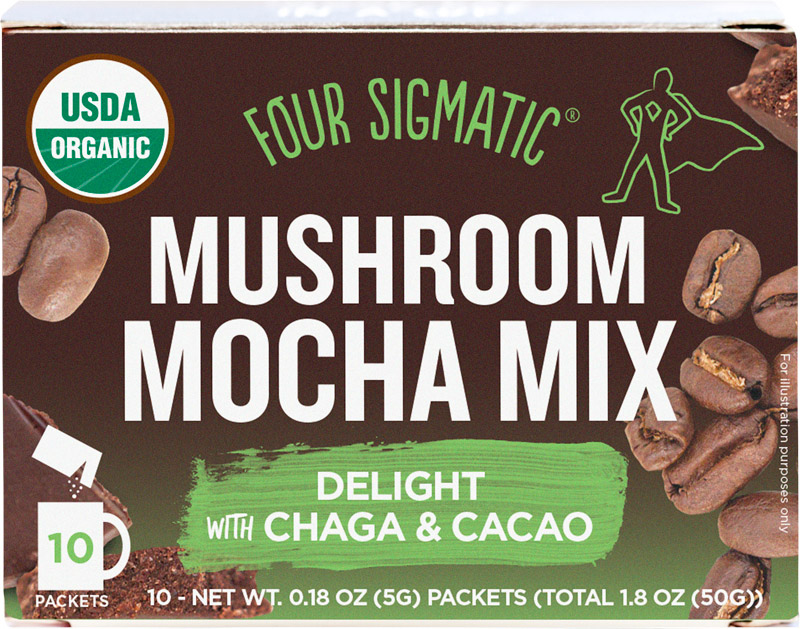 USDA
ORGANIC
FOUR SIGMATIC®
MUSHROOM
MOCHA MIX
DELIGHT
WITH CHAGA & CACAO
For illustration purposes only
10
PACKETS
10 - NET WT. 0.18 OZ (5G) PACKETS (TOTAL 1.8 OZ (50G))